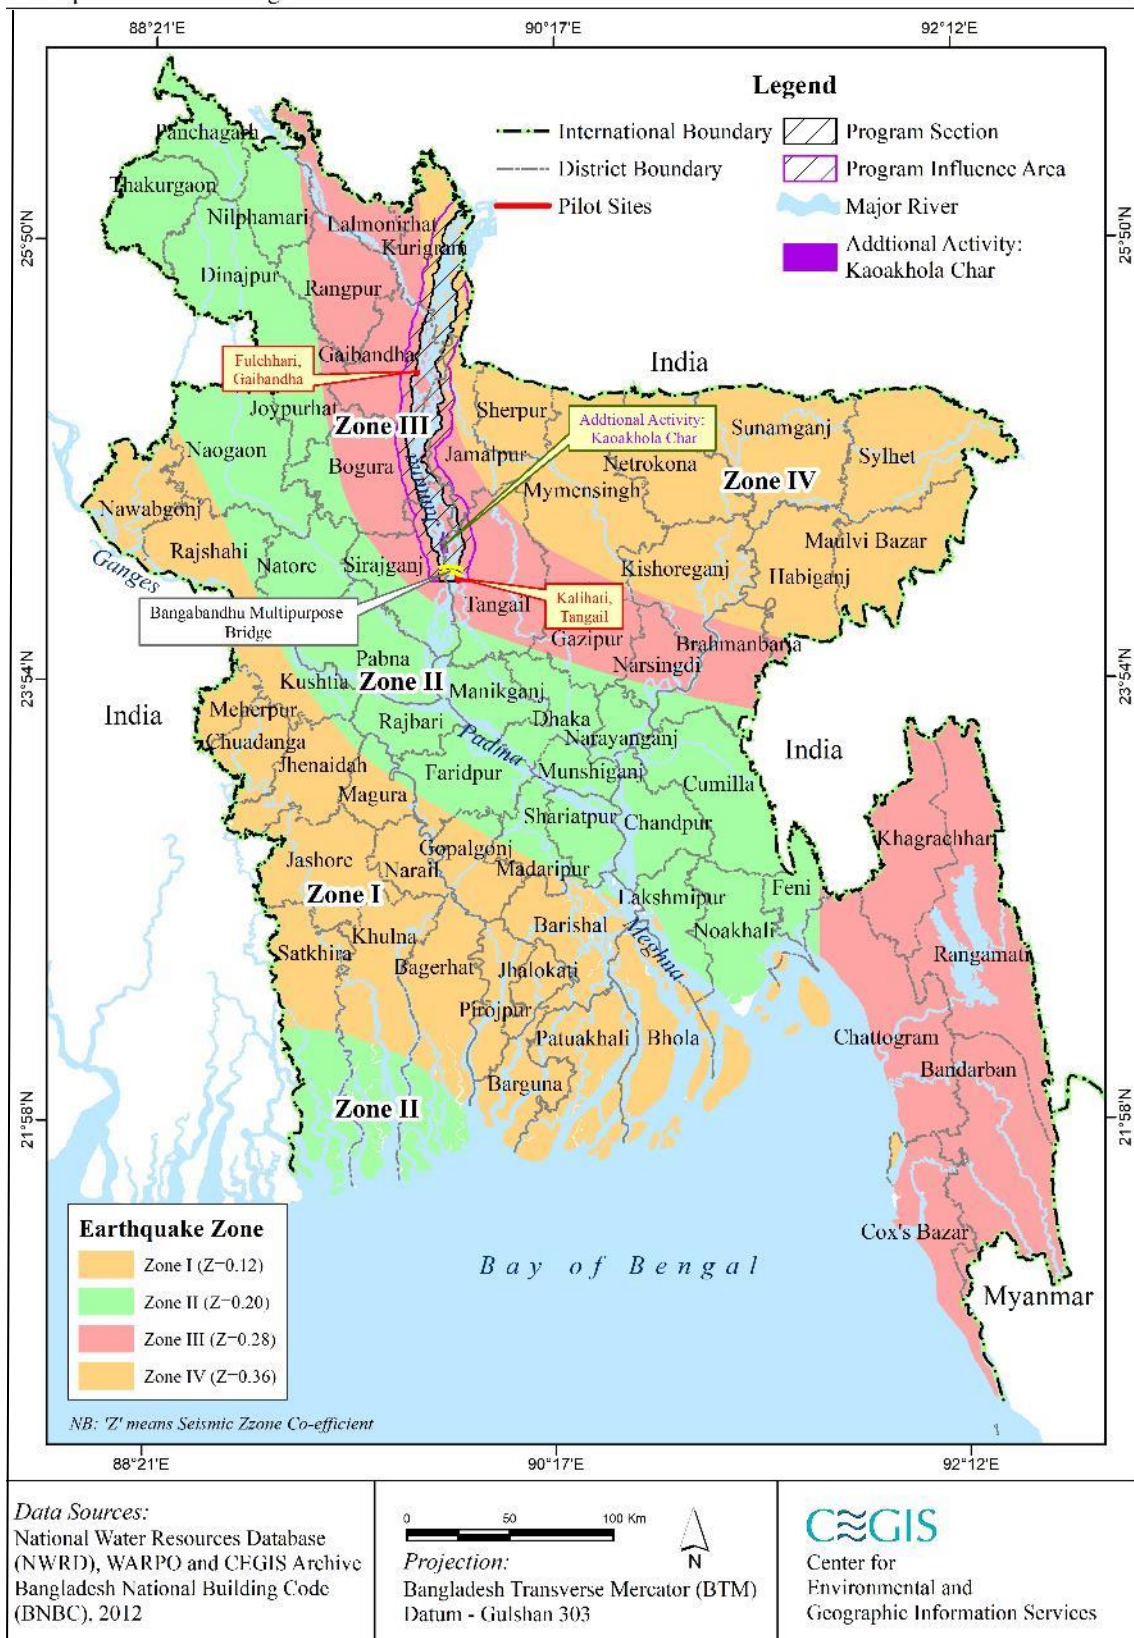 88°21'E
90°17'E
92°12'E
Legend
International Boundary
District Boundary
Pilot Sites
Program Section
Program Influence Area
Major River
Addtional Activity:
Kaoakhola Char
25°50'N
25°50'N
Panchagarh
Thakurgaon
Nilphamari
Lalmonirhat
Kurigram
Dinajpur
Rangpur
Gaibandha
Fulchhari,
Gaibandha
India
Joypurhat
Zone III
Sherpur
Addtional Activity:
Kaoakhola Char
Sunamganj
Naogaon
Bogura
Jamalpur
Netrokona
Sylhet
Mymensingh
Zone IV
Jamuna
Nawabgonj
Rajshahi
Natore
Sirajganj
Kishoreganj
Maulvi Bazar
Habiganj
Ganges
Bangabandhu Multipurpose
Bridge
Tangail
Kalihati,
Tangail
Gazipur
Brahmanbaria
Narsingdi
23°54'N
23°54'N
Pabna
Kushtia
Zone II
Manikganj
India
Meherpur
Rajbari
Dhaka
Chuadanga
Padma
Narayanganj
India
Jhenaidah
Faridpur
Munshiganj
Cumilla
Magura
Shariatpur
Chandpur
Khagrachhari
Jashore
Gopalgonj
Narail
Madaripur
Zone I
Lakshmipur
Feni
Barishal
Noakhali
Khulna
Satkhira
Meghna
Rangamati
Bagerhat
Jhalokati
Pirojpur
Patuakhali
Bhola
Chattogram
Barguna
Bandarban
Zone II
21°58'N
21°58'N
Cox's Bazar
Bay of Bengal
Myanmar
Earthquake Zone
Zone I (Z=0.12)
Zone II (Z=0.20)
Zone III (Z=0.28)
Zone IV (Z=0.36)
NB: 'Z' means Seismic Zzone Co-efficient
88°21'E
90°17'E
92°12'E
Data Sources:
National Water Resources Database
(NWRD), WARPO and CEGIS Archive
Bangladesh National Building Code
(BNBC), 2012
0 50 100 Km
N
Projection:
Bangladesh Transverse Mercator (BTM)
Datum - Gulshan 303
CEGIS
Center for
Environmental and
Geographic Information Services